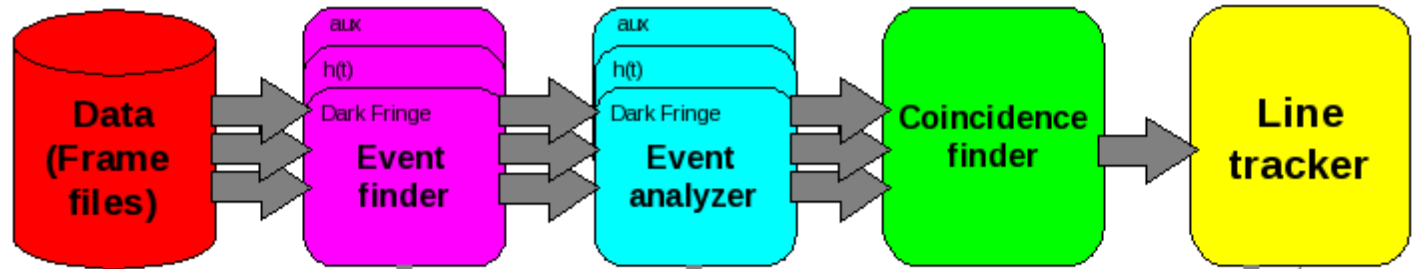 Data
(Frame
files)
aux
h(t)
Dark Fringe
Event
finder
aux
h(t)
Dark Fringe
Event
analyzer
Coincidence
finder
Line
tracker